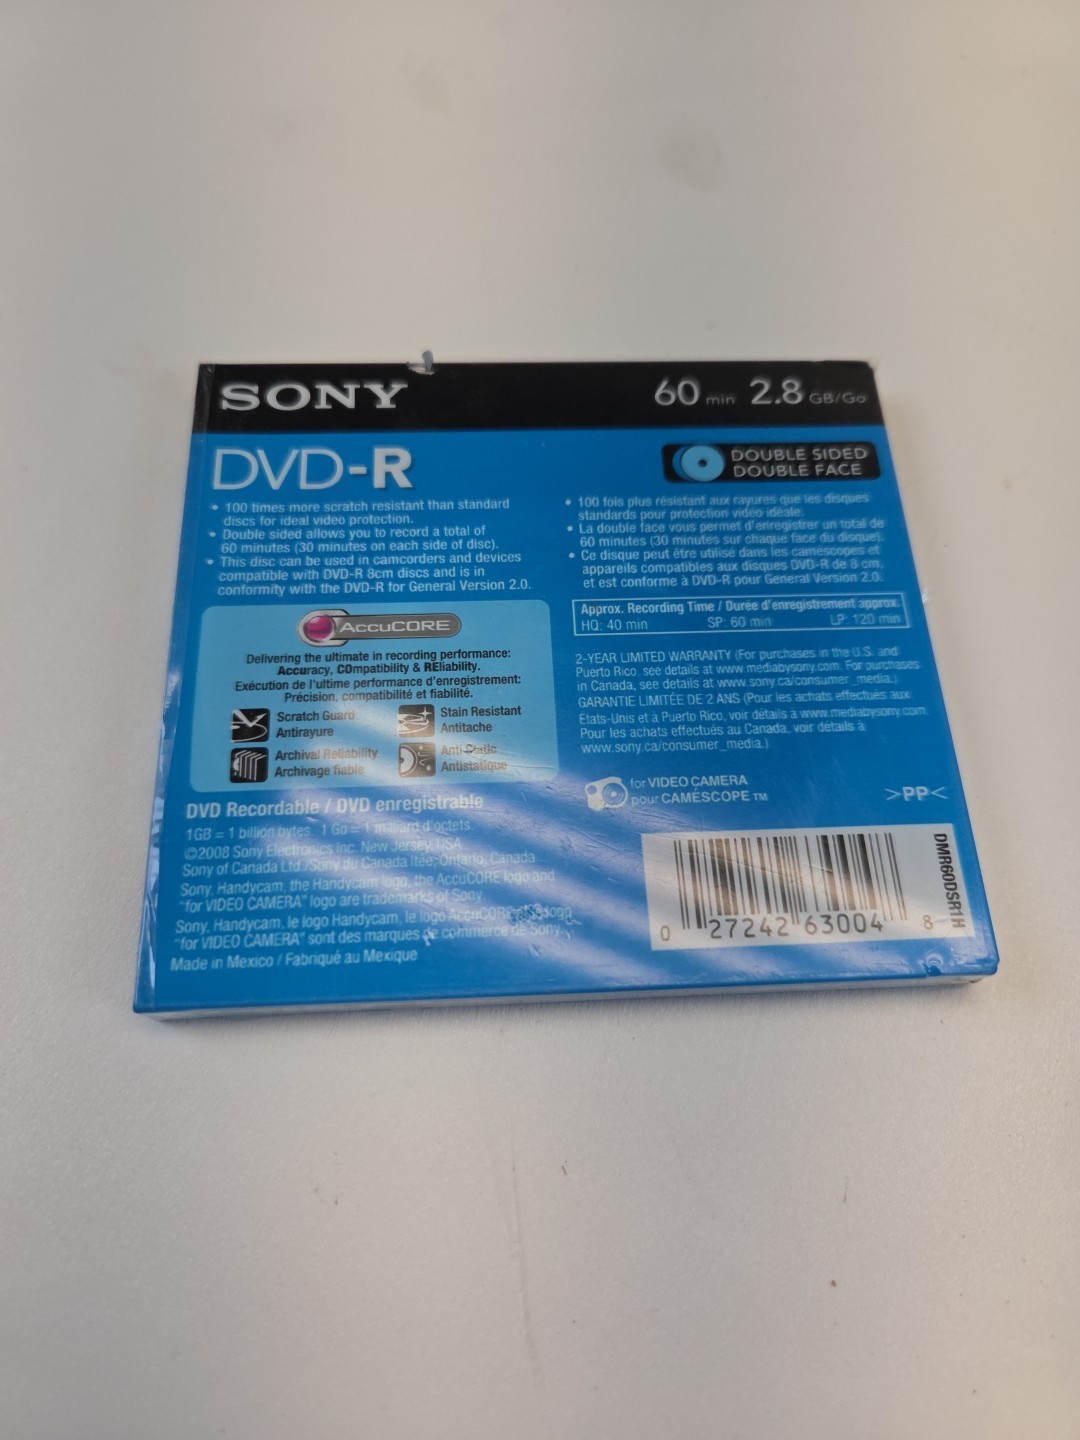 SONY
60 min 2.8 GB/Go
DVD-R
DOUBLE SIDED
DOUBLE FACE
• 100 times more scratch resistant than standard
discs for ideal video protection.
• Double sided allows you to record a total of
60 minutes (30 minutes on each side of disc).
• This disc can be used in camcorders and devices
compatible with DVD-R 8cm discs and is in
conformity with the DVD-R for General Version 2.0.
• 100 fois plus résistant aux rayures que les disques
standards pour protection vidéo idéale.
• La double face vous permet d'enregistrer un total de
60 minutes (30 minutes sur chaque face du disque).
• Ce disque peut être utilisé dans les caméscopes et
appareils compatibles aux disques DVD-R de 8 cm,
et est conforme à DVD-R pour General Version 2.0.
AccuCORE
Delivering the ultimate in recording performance:
Accuracy, COmpatibility & REliability.
Exécution de l'ultime performance d'enregistrement:
Précision, compatibilité et fiabilité.
Scratch Guard
Antirayure
Stain Resistant
Antitache
Archival Reliability
Archivage fiable
Anti-Static
Antistatique
Approx. Recording Time / Durée d'enregistrement approx.
HQ: 40 min SP: 60 min LP: 120 min
2-YEAR LIMITED WARRANTY (For purchases in the U.S. and
Puerto Rico, see details at www.mediabysony.com. For purchases
in Canada, see details at www.sony.ca/consumer_media.)
GARANTIE LIMITÉE DE 2 ANS (Pour les achats effectués aux
États-Unis et à Puerto Rico, voir détails à www.mediabysony.com.
Pour les achats effectués au Canada, voir détails à
www.sony.ca/consumer_media.)
for VIDEO CAMERA
pour CAMÉSCOPE TM
>PP<
DVD Recordable / DVD enregistrable
1GB = 1 billion bytes. 1 Go = 1 milliard d'octets.
©2008 Sony Electronics Inc. New Jersey, USA
Sony of Canada Ltd./Sony du Canada ltée, Ontario, Canada
Sony, Handycam, the Handycam logo, the AccuCORE logo and
"for VIDEO CAMERA" logo are trademarks of Sony.
Sony, Handycam, le logo Handycam, le logo AccuCORE logo
"for VIDEO CAMERA" sont des marques de commerce de Sony.
Made in Mexico / Fabriqué au Mexique
0 27242 63004 8
DMR60DSR1H